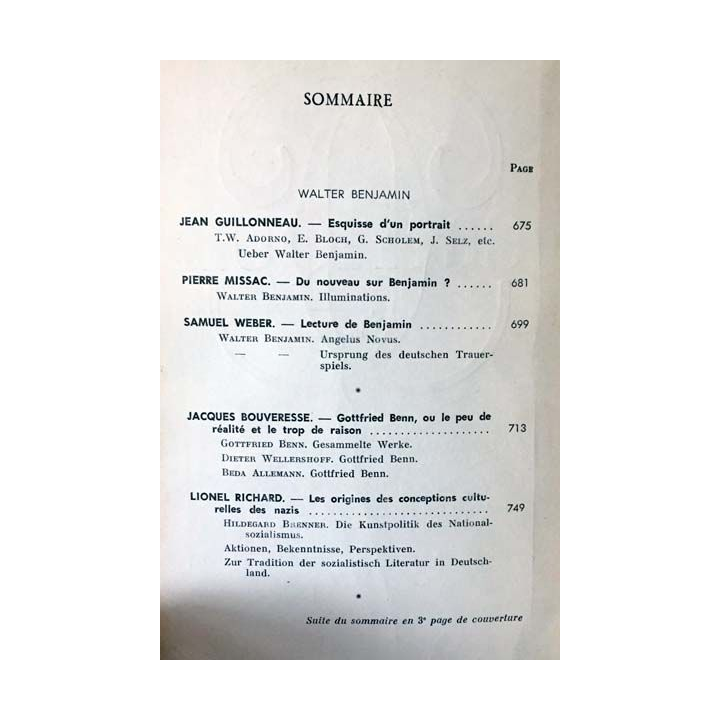 SOMMAIRE
PAGE
WALTER BENJAMIN
JEAN GUILLONNEAU. — Esquisse d'un portrait ...... 675
T.W. ADORNO, E. BLOCH, G. SCHOLEM, J. SELZ, etc.
Ueber Walter Benjamin.
PIERRE MISSAC. — Du nouveau sur Benjamin ? ...... 681
WALTER BENJAMIN. Illuminations.
SAMUEL WEBER. — Lecture de Benjamin ............ 699
WALTER BENJAMIN. Angelus Novus.
— — Ursprung des deutschen Trauer-
spiels.
*
JACQUES BOUVERESSE. — Gottfried Benn, ou le peu de
réalité et le trop de raison .................... 713
GOTTFRIED BENN. Gesammelte Werke.
DIETER WELLERSHOFF. Gottfried Benn.
BEDA ALLEMANN. Gottfried Benn.
LIONEL RICHARD. — Les origines des conceptions cultu-
relles des nazis .............................. 749
HILDEGARD BRENNER. Die Kunstpolitik des National-
sozialismus.
Aktionen, Bekenntnisse, Perspektiven.
Zur Tradition der sozialistisch Literatur in Deutsch-
land.
*
Suite du sommaire en 3e page de couverture